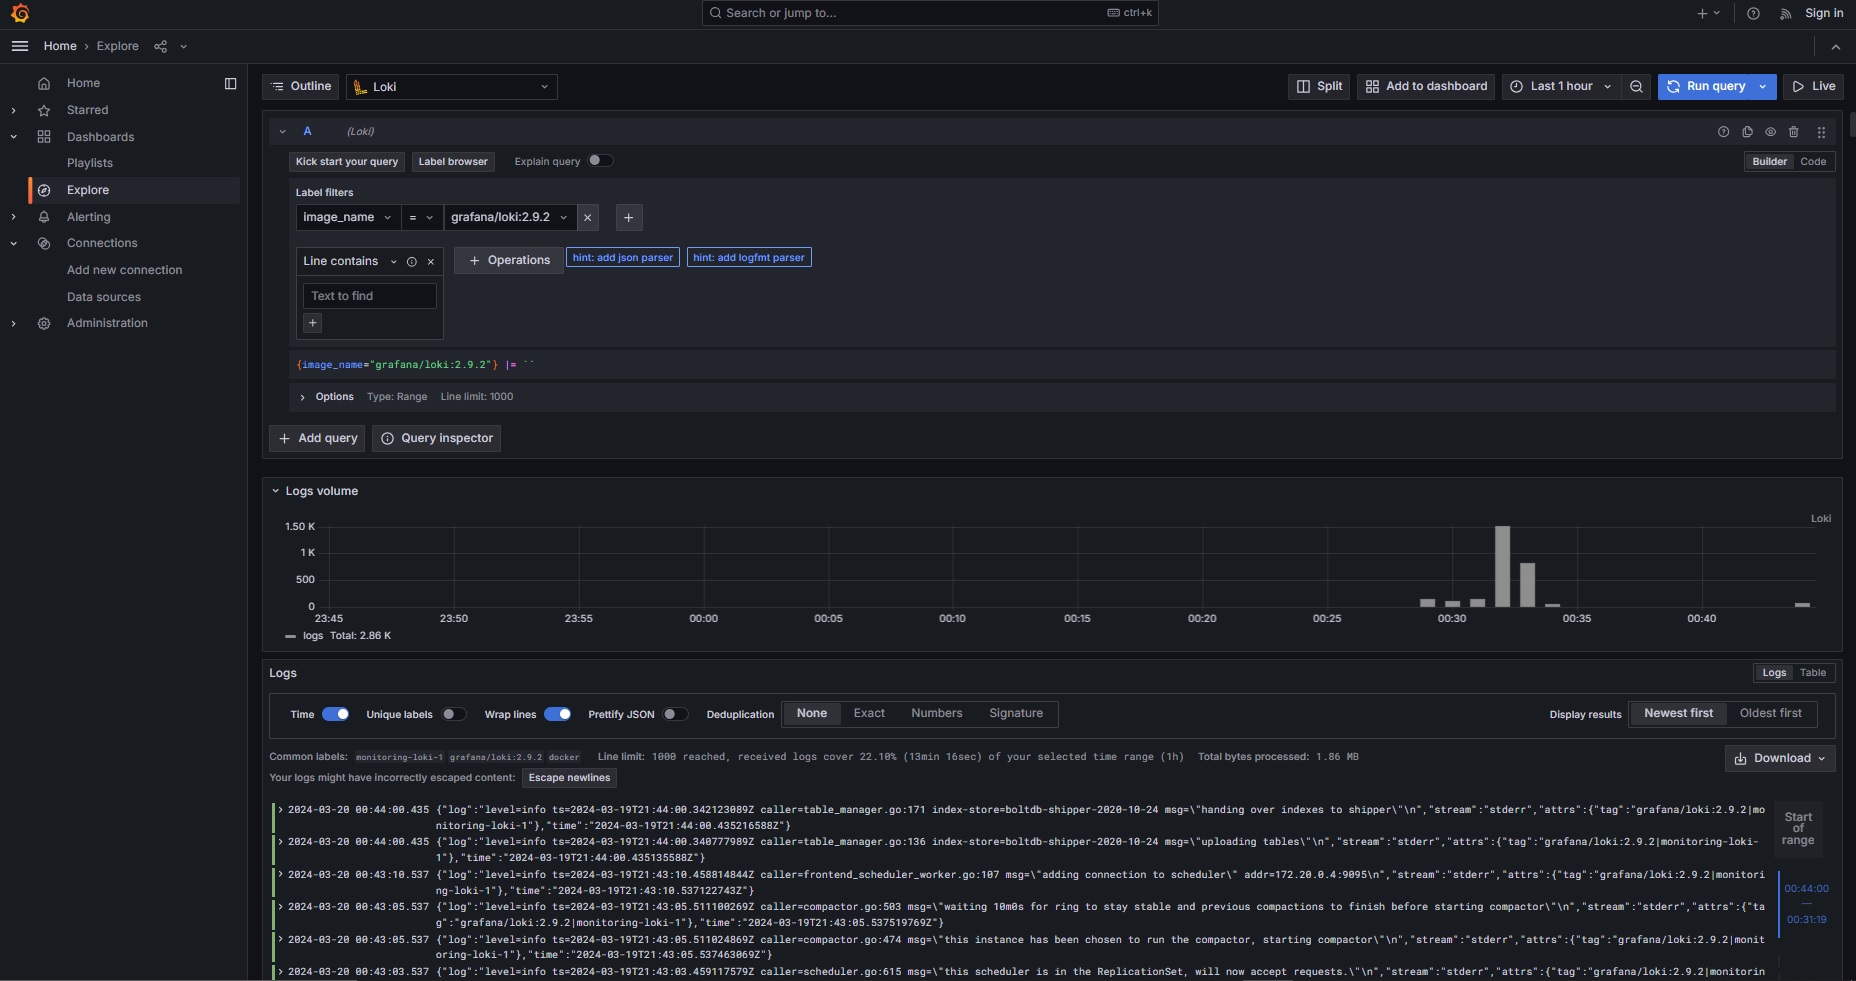 Search or jump to...
ctrl+k
Sign in
Home › Explore
Home
Starred
Dashboards
Playlists
Explore
Alerting
Connections
Add new connection
Data sources
Administration
Outline
Loki
Split
Add to dashboard
Last 1 hour
Run query
Live
A (Loki)
Kick start your query
Label browser
Explain query
Builder
Code
Label filters
image_name
=
grafana/loki:2.9.2
Line contains
Operations
hint: add json parser
hint: add logfmt parser
Text to find
{image_name="grafana/loki:2.9.2"} |= ``
Options Type: Range Line limit: 1000
Add query
Query inspector
Logs volume
Loki
1.50 K
1 K
500
0
23:45 23:50 23:55 00:00 00:05 00:10 00:15 00:20 00:25 00:30 00:35 00:40
logs Total: 2.86 K
Logs
Logs
Table
Time
Unique labels
Wrap lines
Prettify JSON
Deduplication
None
Exact
Numbers
Signature
Display results
Newest first
Oldest first
Common labels: monitoring-loki-1 grafana/loki:2.9.2 docker Line limit: 1000 reached, received logs cover 22.10% (13min 16sec) of your selected time range (1h) Total bytes processed: 1.86 MB
Download
Your logs might have incorrectly escaped content: Escape newlines
2024-03-20 00:44:00.435 {"log":"level=info ts=2024-03-19T21:44:00.342123089Z caller=table_manager.go:171 index-store=boltdb-shipper-2020-10-24 msg=\"handing over indexes to shipper\"\n","stream":"stderr","attrs":{"tag":"grafana/loki:2.9.2|mo
nitoring-loki-1"},"time":"2024-03-19T21:44:00.435216588Z"}
2024-03-20 00:44:00.435 {"log":"level=info ts=2024-03-19T21:44:00.340777989Z caller=table_manager.go:136 index-store=boltdb-shipper-2020-10-24 msg=\"uploading tables\"\n","stream":"stderr","attrs":{"tag":"grafana/loki:2.9.2|monitoring-loki-
1"},"time":"2024-03-19T21:44:00.435135588Z"}
2024-03-20 00:43:10.537 {"log":"level=info ts=2024-03-19T21:43:10.458814844Z caller=frontend_scheduler_worker.go:107 msg=\"adding connection to scheduler\" addr=172.20.0.4:9095\n","stream":"stderr","attrs":{"tag":"grafana/loki:2.9.2|monitori
ng-loki-1"},"time":"2024-03-19T21:43:10.537122743Z"}
2024-03-20 00:43:05.537 {"log":"level=info ts=2024-03-19T21:43:05.511100269Z caller=compactor.go:503 msg=\"waiting 10m0s for ring to stay stable and previous compactions to finish before starting compactor\"\n","stream":"stderr","attrs":{"ta
g":"grafana/loki:2.9.2|monitoring-loki-1"},"time":"2024-03-19T21:43:05.537519769Z"}
2024-03-20 00:43:05.537 {"log":"level=info ts=2024-03-19T21:43:05.511024869Z caller=compactor.go:474 msg=\"this instance has been chosen to run the compactor, starting compactor\"\n","stream":"stderr","attrs":{"tag":"grafana/loki:2.9.2|monit
oring-loki-1"},"time":"2024-03-19T21:43:05.537463069Z"}
2024-03-20 00:43:03.537 {"log":"level=info ts=2024-03-19T21:43:03.459117579Z caller=scheduler.go:615 msg=\"this scheduler is in the ReplicationSet, will now accept requests.\"\n","stream":"stderr","attrs":{"tag":"grafana/loki:2.9.2|monitorin
Start
of
range
00:44:00
—
00:31:19